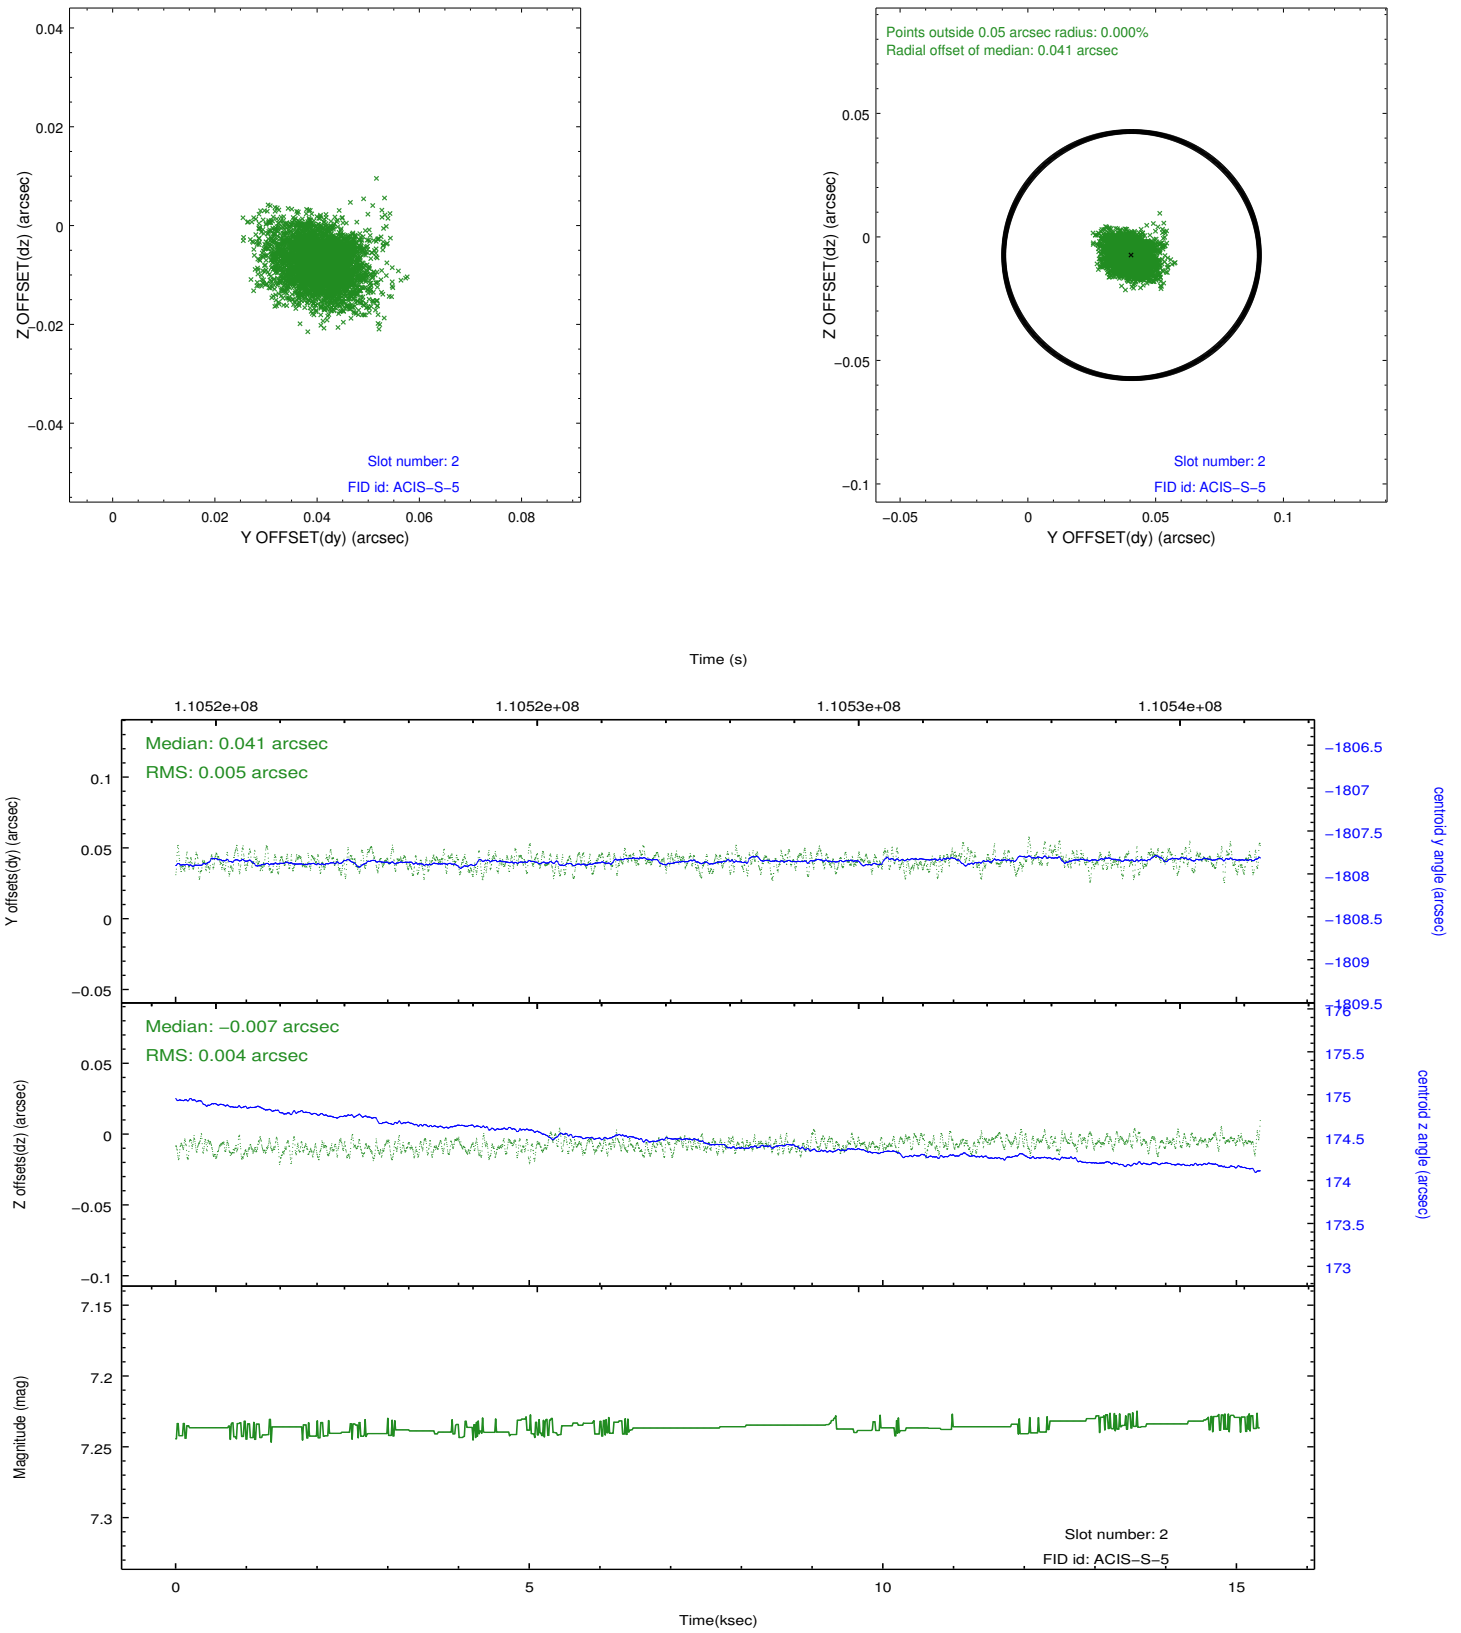 0.04
0.02
0
−0.02
−0.04
Z OFFSET(dz) (arcsec)
Slot number: 2
FID id: ACIS−S−5
0
0.02
0.04
0.06
0.08
Y OFFSET(dy) (arcsec)
Points outside 0.05 arcsec radius: 0.000%
Radial offset of median: 0.041 arcsec
0.05
0
−0.05
−0.1
Z OFFSET(dz) (arcsec)
Slot number: 2
FID id: ACIS−S−5
−0.05
0
0.05
0.1
Y OFFSET(dy) (arcsec)
Time (s)
1.1052e+08
1.1052e+08
1.1053e+08
1.1054e+08
Median: 0.041 arcsec
RMS: 0.005 arcsec
0.1
0.05
0
−0.05
Y offsets(dy) (arcsec)
−1806.5
−1807
−1807.5
−1808
−1808.5
−1809
−1809.5
centroid y angle (arcsec)
Median: −0.007 arcsec
RMS: 0.004 arcsec
0.05
0
−0.05
−0.1
Z offsets(dz) (arcsec)
176
175.5
175
174.5
174
173.5
173
centroid z angle (arcsec)
7.15
7.2
7.25
7.3
Magnitude (mag)
Slot number: 2
FID id: ACIS−S−5
0
5
10
15
Time(ksec)